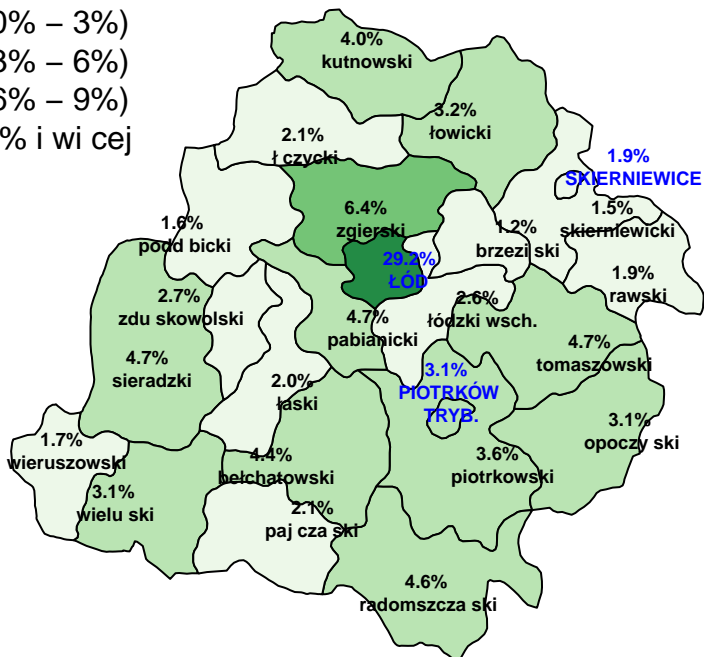 0% – 3%)
3% – 6%)
6% – 9%)
% i wi cej
4.0%
kutnowski
3.2%
łowicki
2.1%
ł czycki
1.9%
SKIERNIEWICE
6.4%
zgierski
1.6%
podd bicki
1.2%
brzezi ski
1.5%
skierniewicki
29.2%
ŁÓD
1.9%
rawski
2.7%
zdu skowolski
4.7%
pabianicki
2.6%
łódzki wsch.
4.7%
tomaszowski
4.7%
sieradzki
2.0%
łaski
3.1%
PIOTRKÓW
TRYB.
3.1%
opoczy ski
1.7%
wieruszowski
4.4%
bełchatowski
3.6%
piotrkowski
3.1%
wielu ski
2.1%
paj cza ski
4.6%
radomszcza ski